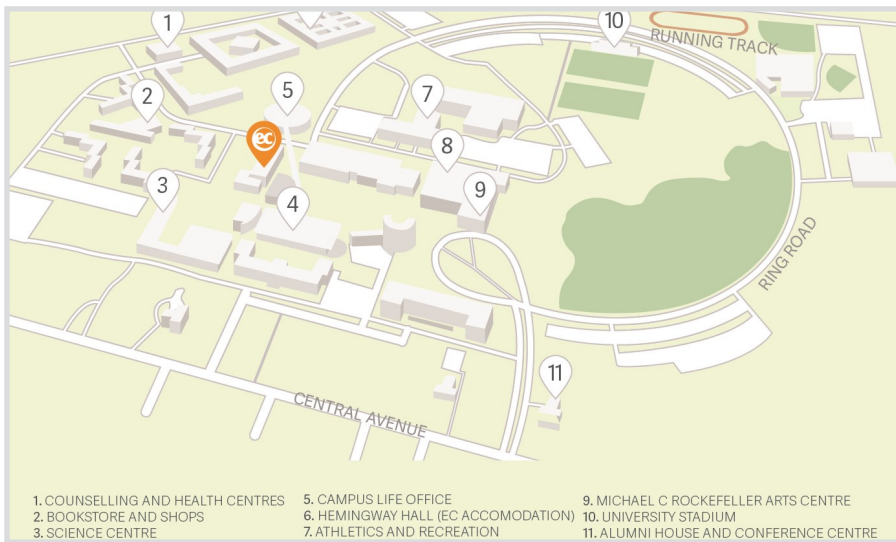 1
10
RUNNING TRACK
2
5
7
ec
8
3
9
4
RING ROAD
11
CENTRAL AVENUE
1. COUNSELLING AND HEALTH CENTRES
2. BOOKSTORE AND SHOPS
3. SCIENCE CENTRE
5. CAMPUS LIFE OFFICE
6. HEMINGWAY HALL (EC ACCOMODATION)
7. ATHLETICS AND RECREATION
9. MICHAEL C ROCKEFELLER ARTS CENTRE
10. UNIVERSITY STADIUM
11. ALUMNI HOUSE AND CONFERENCE CENTRE